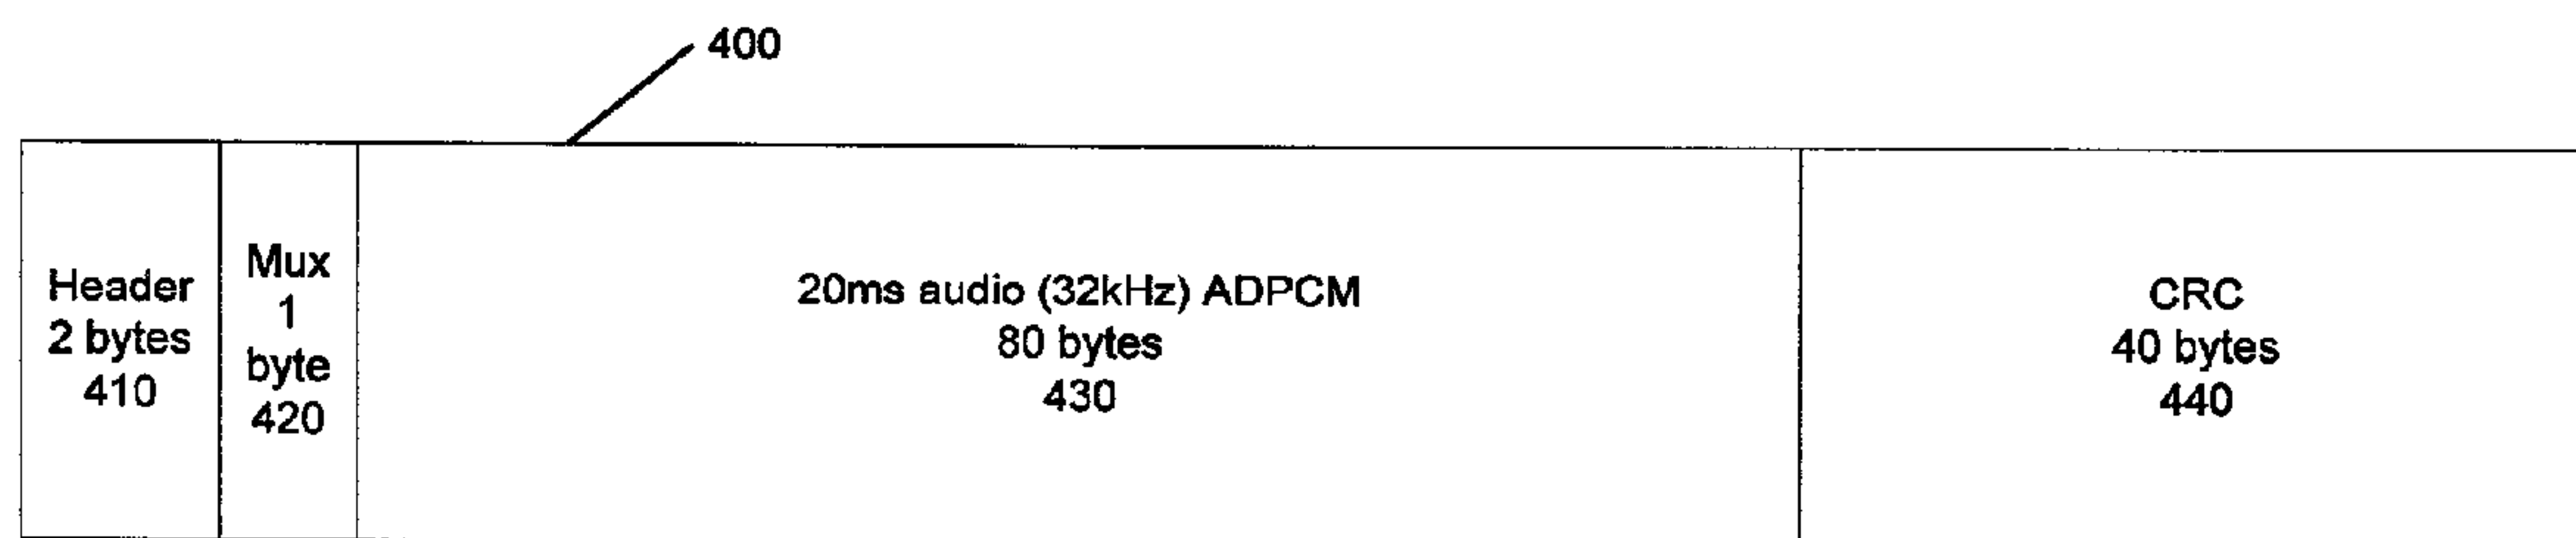 400
Header
2 bytes
410
Mux
1
byte
420
20ms audio (32kHz) ADPCM
80 bytes
430
CRC
40 bytes
440